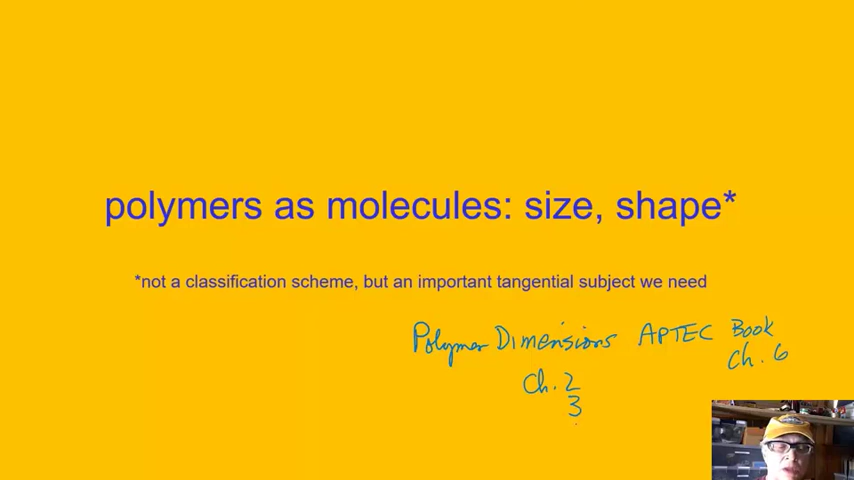 polymers as molecules: size, shape*
*not a classification scheme, but an important tangential subject we need
Polymer Dimensions APTEC Book
Ch. 6
Ch. 2
3